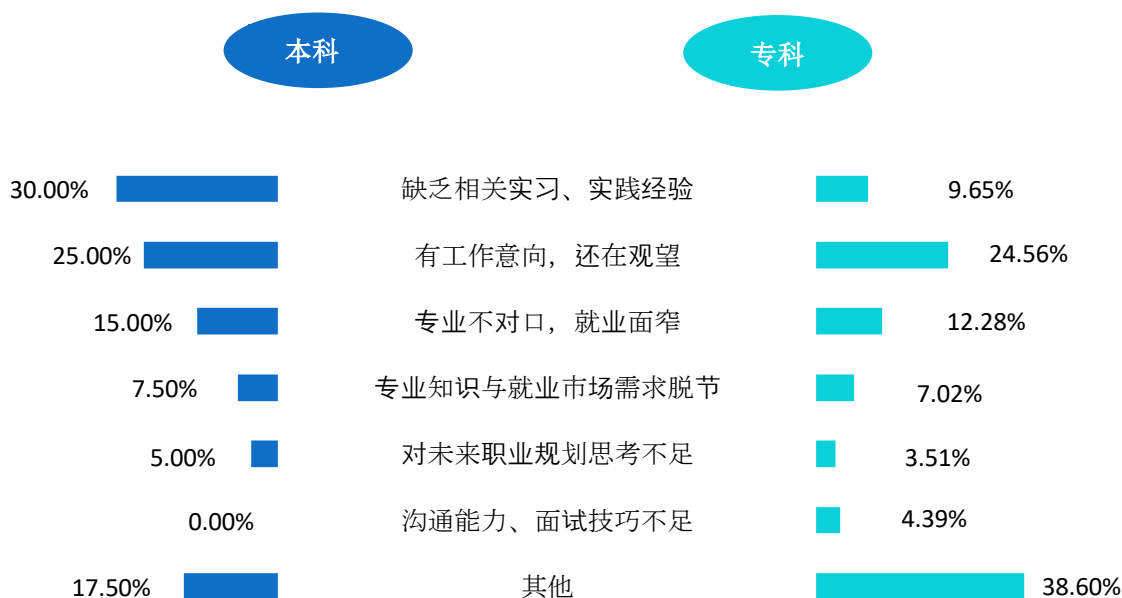 本科 专科
30.00% 缺乏相关实习、实践经验 9.65%
25.00% 有工作意向，还在观望 24.56%
15.00% 专业不对口，就业面窄 12.28%
7.50% 专业知识与就业市场需求脱节 7.02%
5.00% 对未来职业规划思考不足 3.51%
0.00% 沟通能力、面试技巧不足 4.39%
17.50% 其他 38.60%